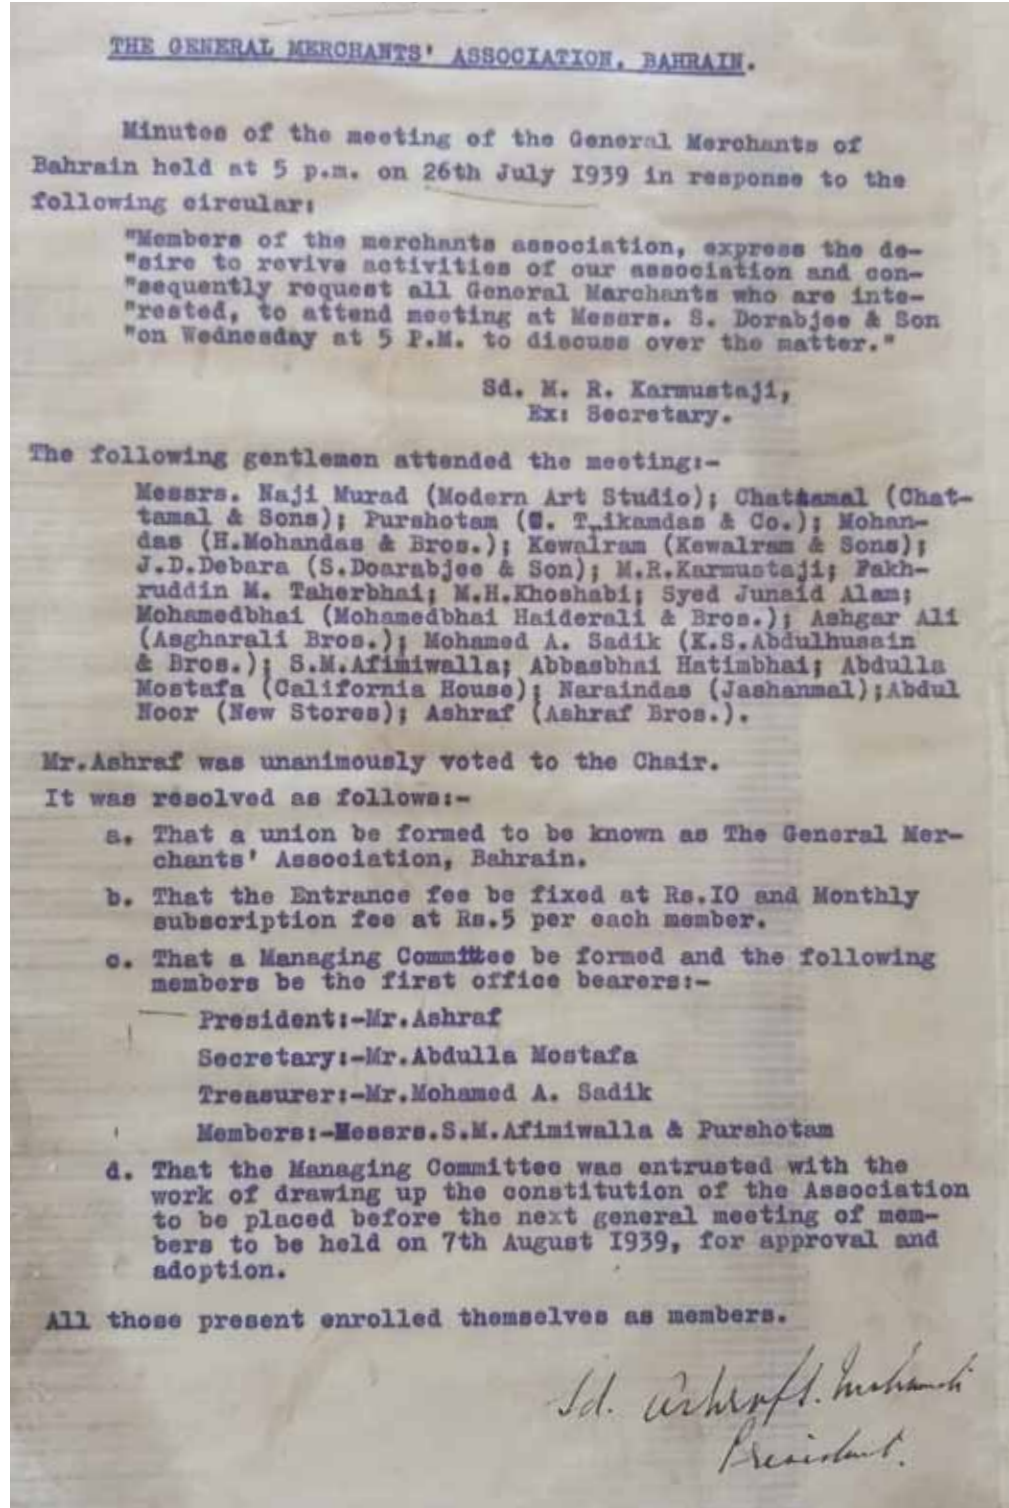 THE GENERAL MERCHANTS' ASSOCIATION, BAHRAIN.
Minutes of the meeting of the General Merchants of
Bahrain held at 5 p.m. on 26th July I939 in response to the
following circular:
"Members of the merchants association, express the de-
"sire to revive activities of our association and con-
"sequently request all General Marchants who are inte-
"rested, to attend meeting at Messrs. S. Dorabjee & Son
"on Wednesday at 5 P.M. to discuss over the matter."
Sd. M. R. Karmustaji,
Ex: Secretary.
The following gentlemen attended the meeting:-
Messrs. Naji Murad (Modern Art Studio); Chattamal (Chat-
tamal & Sons); Purshotam (C. T.ikamdas & Co.); Mohan-
das (H.Mohandas & Bros.); Kewalram (Kewalram & Sons);
J.D.Debara (S.Doarabjee & Son); M.R.Karmustaji; Fakh-
ruddin M. Taherbhai; M.H.Khoshabi; Syed Junaid Alam;
Mohamedbhai (Mohamedbhai Haiderali & Bros.); Ashgar Ali
(Asgharali Bros.); Mohamed A. Sadik (K.S.Abdulhusain
& Bros.); S.M.Afimiwalla; Abbasbhai Hatimbhai; Abdulla
Mostafa (California House); Naraindas (Jashanmal);Abdul
Noor (New Stores); Ashraf (Ashraf Bros.).
Mr.Ashraf was unanimously voted to the Chair.
It was resolved as follows:-
a. That a union be formed to be known as The General Mer-
chants' Association, Bahrain.
b. That the Entrance fee be fixed at Rs.IO and Monthly
subscription fee at Rs.5 per each member.
c. That a Managing Committee be formed and the following
members be the first office bearers:-
President:-Mr.Ashraf
Secretary:-Mr.Abdulla Mostafa
Treasurer:-Mr.Mohamed A. Sadik
Members:-Messrs.S.M.Afimiwalla & Purshotam
d. That the Managing Committee was entrusted with the
work of drawing up the constitution of the Association
to be placed before the next general meeting of mem-
bers to be held on 7th August I939, for approval and
adoption.
All those present enrolled themselves as members.
Sd. Ashraf
President.